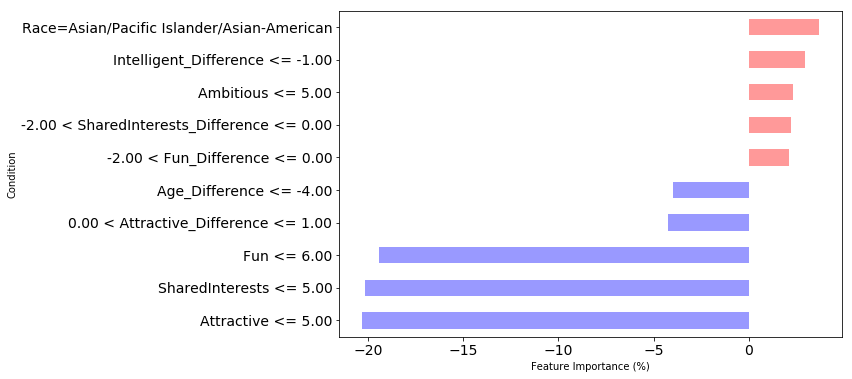 Race=Asian/Pacific Islander/Asian-American
Intelligent_Difference <= -1.00
Ambitious <= 5.00
-2.00 < SharedInterests_Difference <= 0.00
-2.00 < Fun_Difference <= 0.00
Age_Difference <= -4.00
0.00 < Attractive_Difference <= 1.00
Fun <= 6.00
SharedInterests <= 5.00
Attractive <= 5.00
Condition
−20 −15 −10 −5 0
Feature Importance (%)